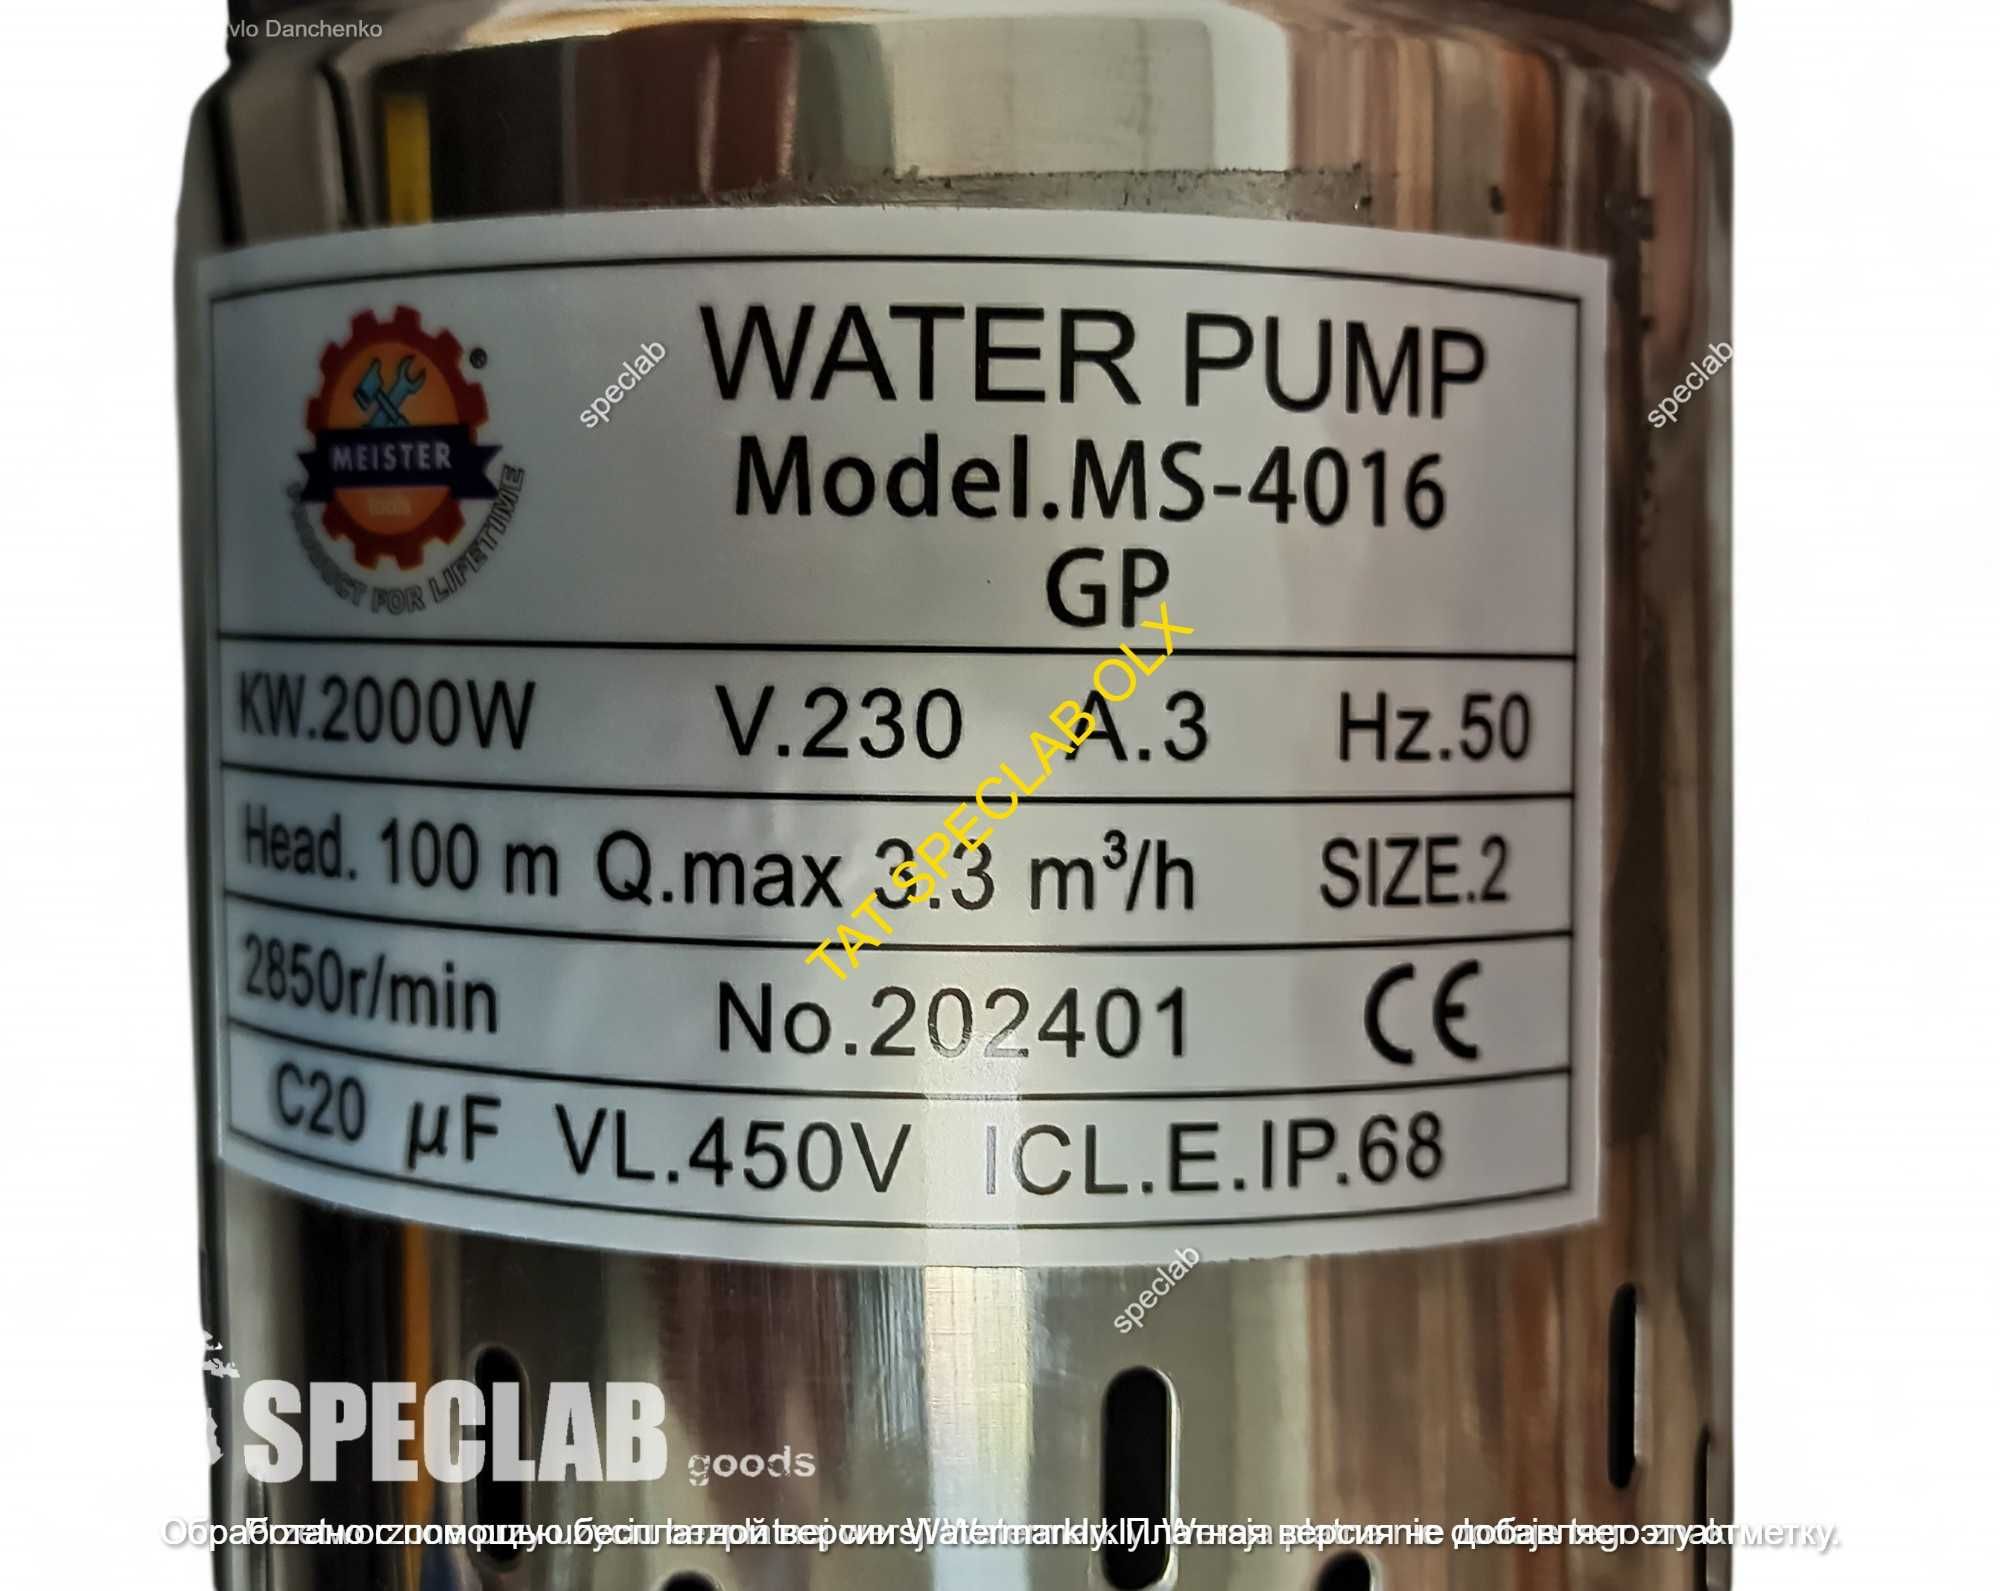 vlo Danchenko
WATER PUMP
Model.MS-4016
GP
®
MEISTER
tools
PRODUCT FOR LIFETIME
speclab
speclab
KW.2000W V.230 A.3 Hz.50
Head. 100 m Q.max 3.3 m³/h SIZE.2
TAT SPECLAB OLX
2850r/min No.202401 CE
C20 µF VL.450V ICL.E.IP.68
speclab
SPECLAB goods